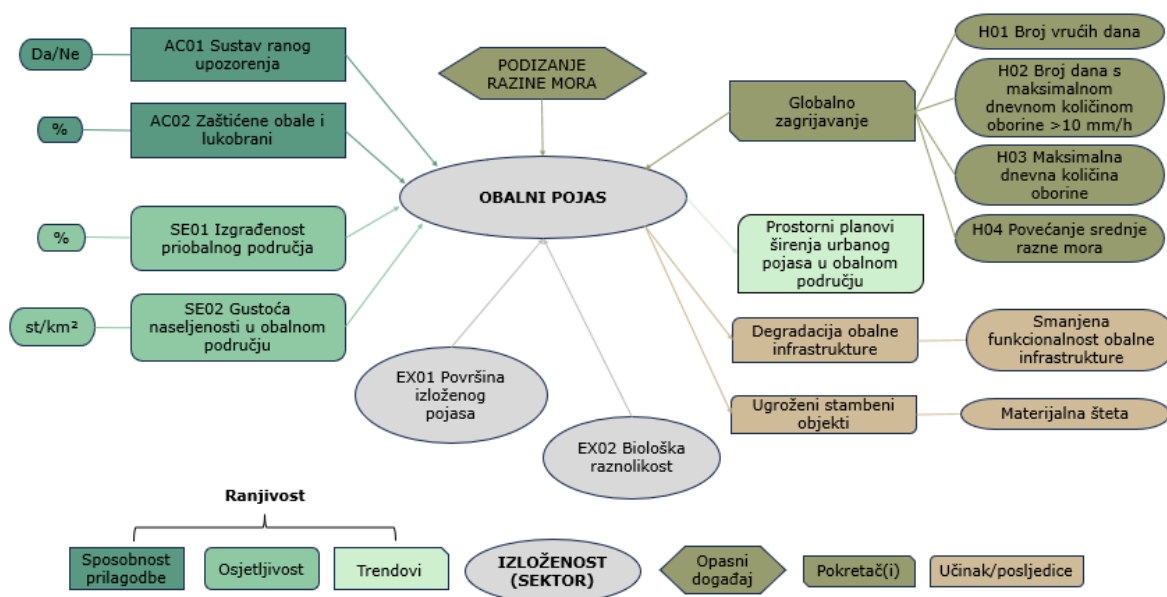 Da/Ne
AC01 Sustav ranog
upozorenja
%
AC02 Zaštićene obale i
lukobrani
%
SE01 Izgrađenost
priobalnog područja
st/km²
SE02 Gustoća
naseljenosti u obalnom
području
PODIZANJE
RAZINE MORA
OBALNI POJAS
EX01 Površina
izloženog
pojasa
EX02 Biološka
raznolikost
Globalno
zagrijavanje
H01 Broj vrućih dana
H02 Broj dana s
maksimalnom
dnevnom količinom
oborine >10 mm/h
H03 Maksimalna
dnevna količina
oborine
H04 Povećanje srednje
razne mora
Prostorni planovi
širenja urbanog
pojasa u obalnom
području
Degradacija obalne
infrastrukture
Smanjena
funkcionalnost obalne
infrastrukture
Ugroženi stambeni
objekti
Materijalna šteta
Ranjivost
Sposobnost
prilagodbe
Osjetljivost
Trendovi
IZLOŽENOST
(SEKTOR)
Opasni
događaj
Pokretač(i)
Učinak/posljedice